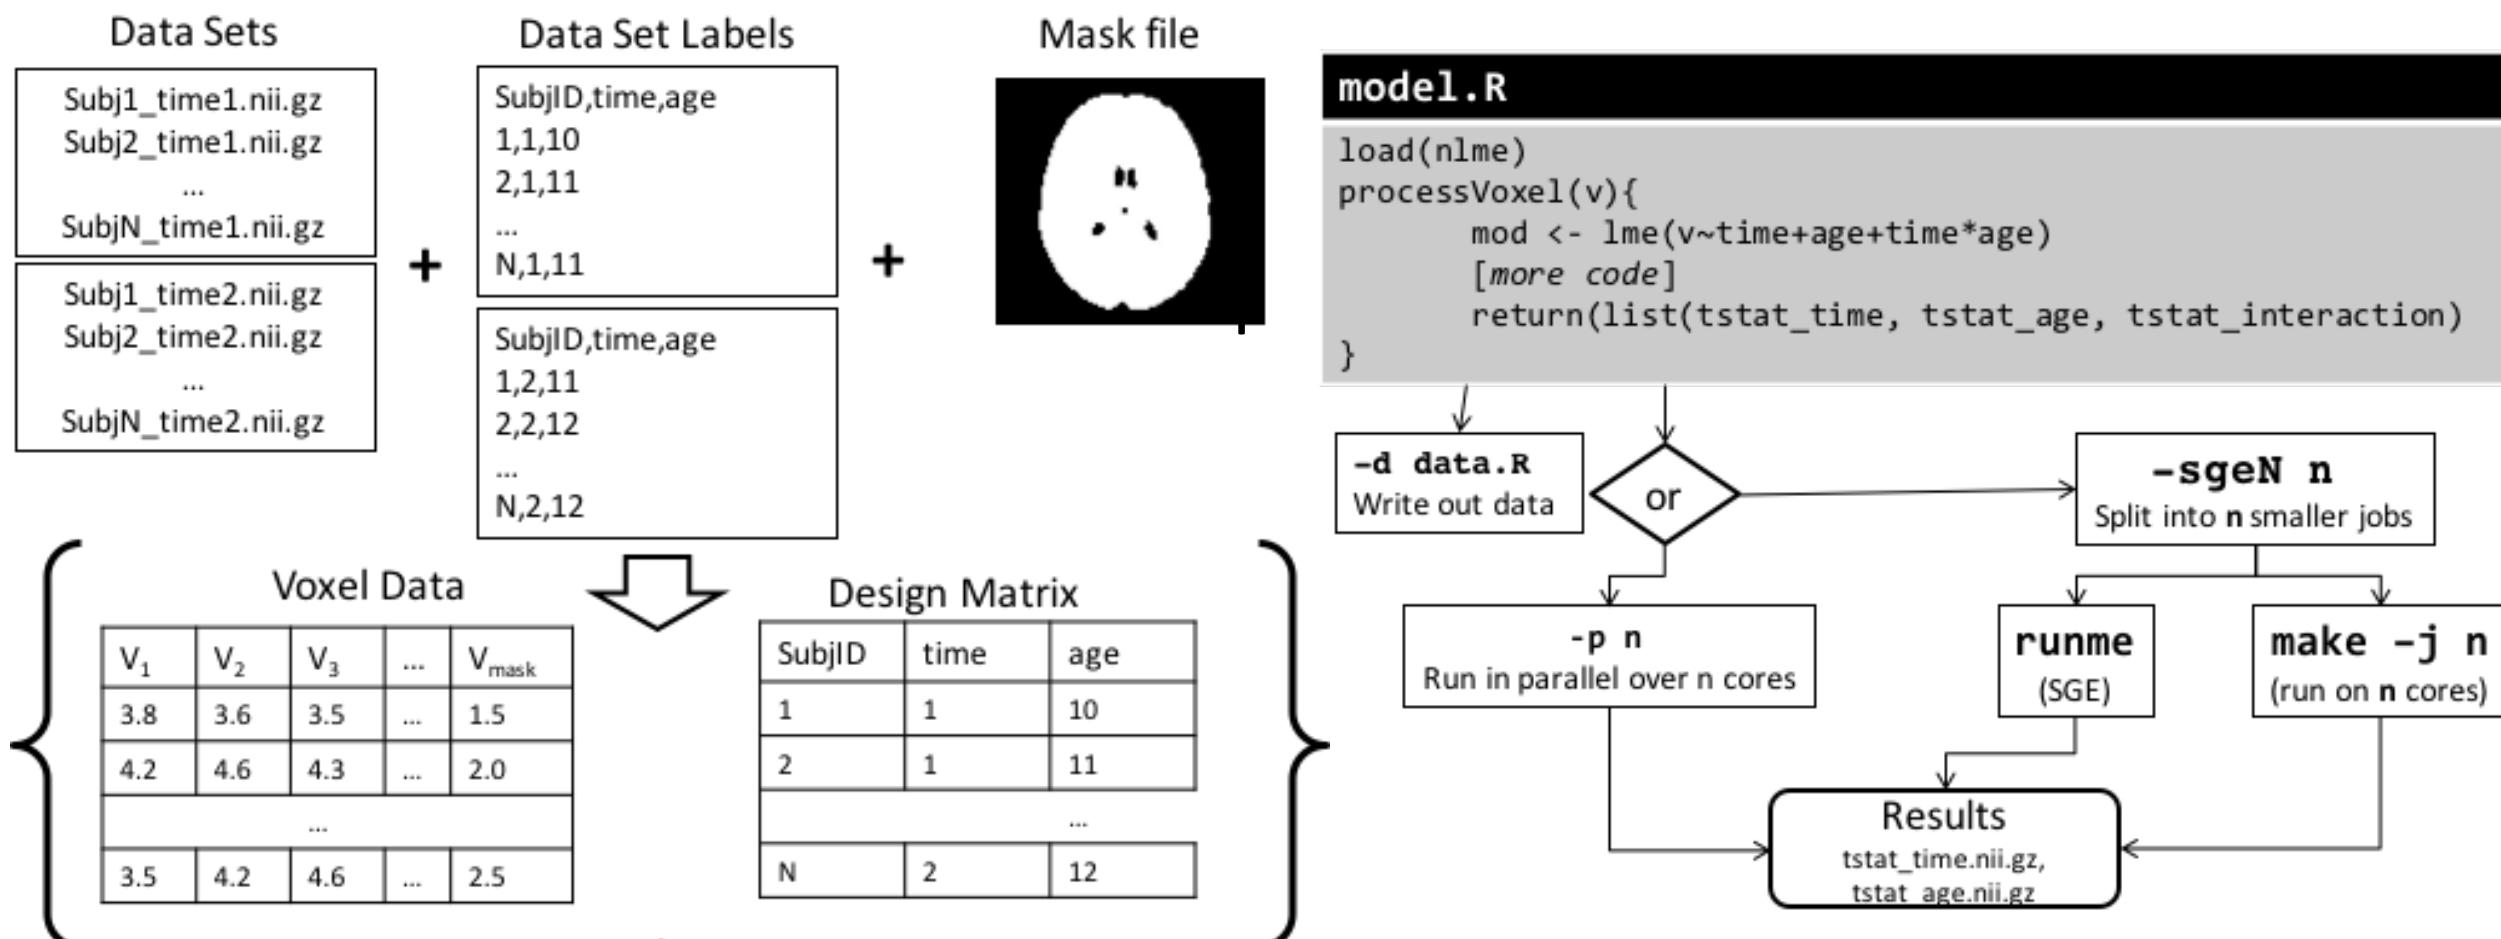 Data Sets
Subj1_time1.nii.gz
Subj2_time1.nii.gz
...
SubjN_time1.nii.gz
Subj1_time2.nii.gz
Subj2_time2.nii.gz
...
SubjN_time2.nii.gz
+
Data Set Labels
SubjID,time,age
1,1,10
2,1,11
...
N,1,11
SubjID,time,age
1,2,11
2,2,12
...
N,2,12
+
Mask file
Voxel Data
V1 V2 V3 ... Vmask
3.8 3.6 3.5 ... 1.5
4.2 4.6 4.3 ... 2.0
...
3.5 4.2 4.6 ... 2.5
Design Matrix
SubjID time age
1 1 10
2 1 11
...
N 2 12
model.R
load(nlme)
processVoxel(v){
mod <- lme(v~time+age+time*age)
[more code]
return(list(tstat_time, tstat_age, tstat_interaction)
}
–d data.R
Write out data
or
–sgeN n
Split into n smaller jobs
-p n
Run in parallel over n cores
runme
(SGE)
make –j n
(run on n cores)
Results
tstat_time.nii.gz,
tstat_age.nii.gz